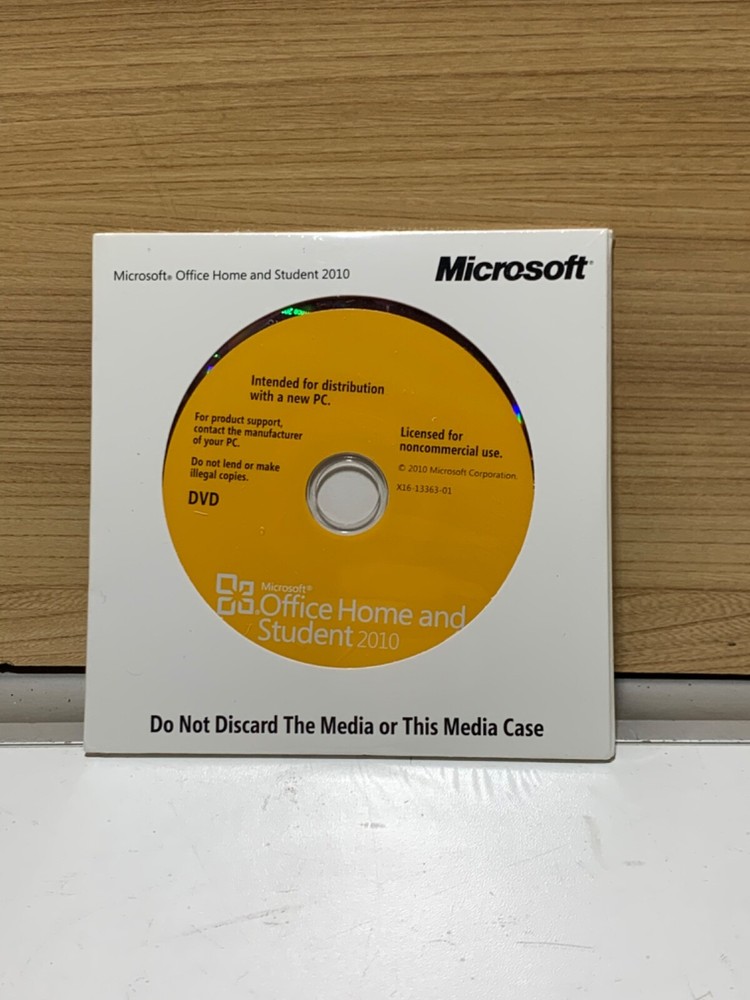 Microsoft® Office Home and Student 2010
Microsoft®
Intended for distribution
with a new PC.
For product support,
contact the manufacturer
of your PC.
Do not lend or make
illegal copies.
DVD
Licensed for
noncommercial use.
© 2010 Microsoft Corporation.
X16-13363-01
Microsoft®
Office Home and
Student 2010
Do Not Discard The Media or This Media Case